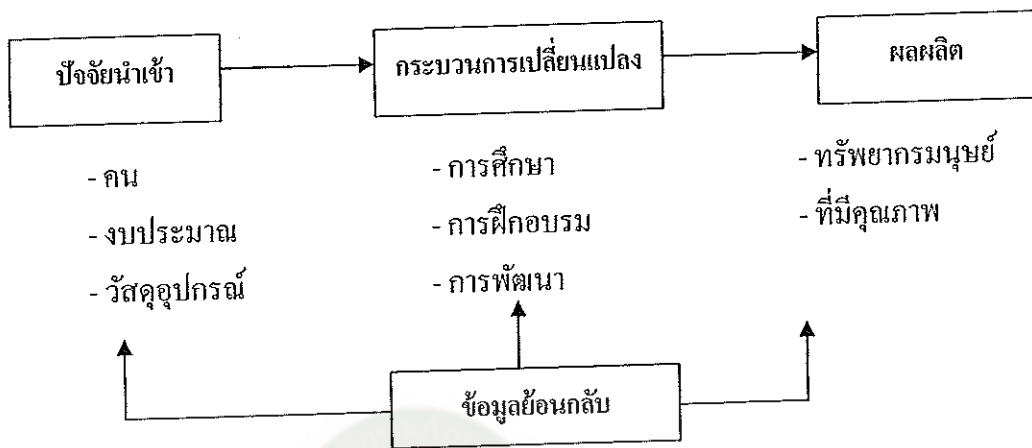 ปัจจัยนำเข้า
กระบวนการเปลี่ยนแปลง
ผลผลิต
- คน
- งบประมาณ
- วัสดุอุปกรณ์
- การศึกษา
- การฝึกอบรม
- การพัฒนา
- ทรัพยากรมนุษย์
- ที่มีคุณภาพ
ข้อมูลย้อนกลับ